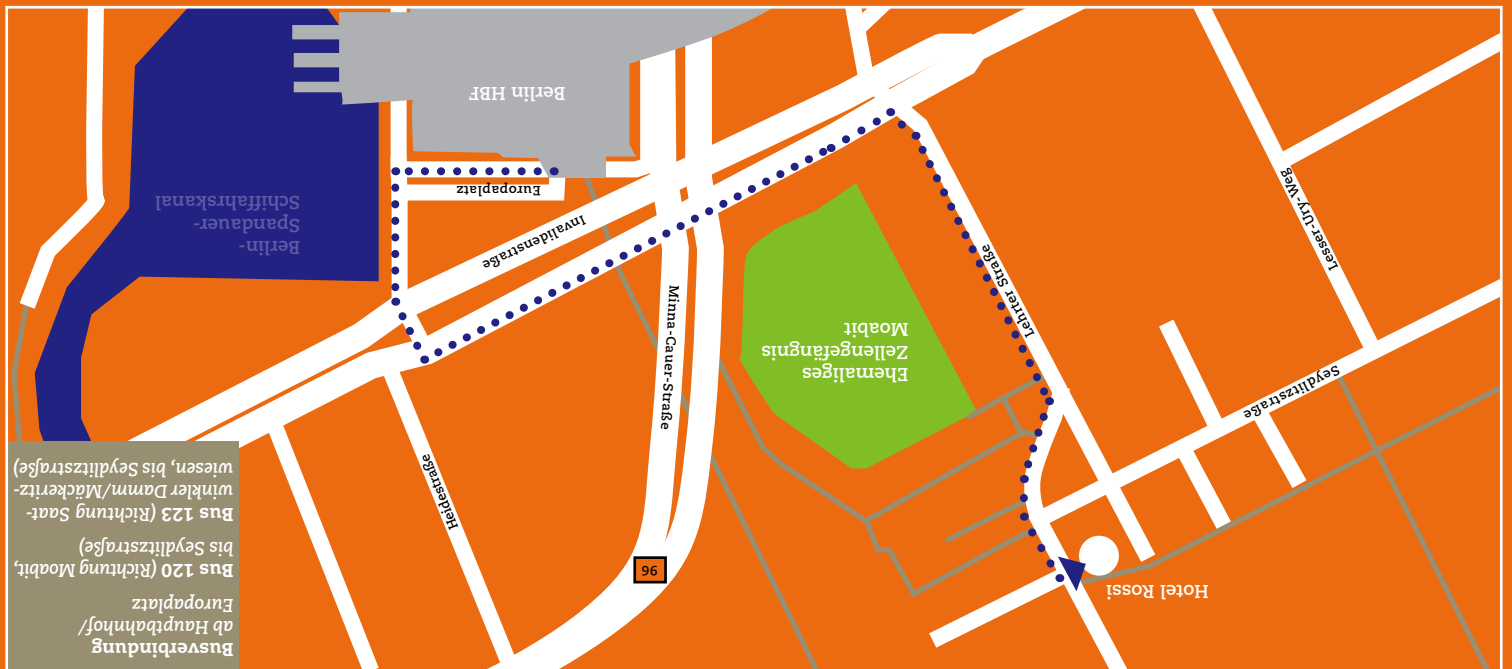 Busverbindung
ab Hauptbahnhof/
Europaplatz
Bus 120 (Richtung Moabit,
bis Seydlitzstraße)
Bus 123 (Richtung Saat-
winkler Damm/Mäckeritz-
wiesen, bis Seydlitzstraße)
Hotel Rossi
96
Heidestraße
Seydlitzstraße
Minna-Cauer-Straße
Ehemaliges
Zellengefängnis
Moabit
Lehrter Straße
Lesser-Ury-Weg
Invalidenstraße
Berlin-
Spandauer-
Schiffahrskanal
Europaplatz
Berlin HBF